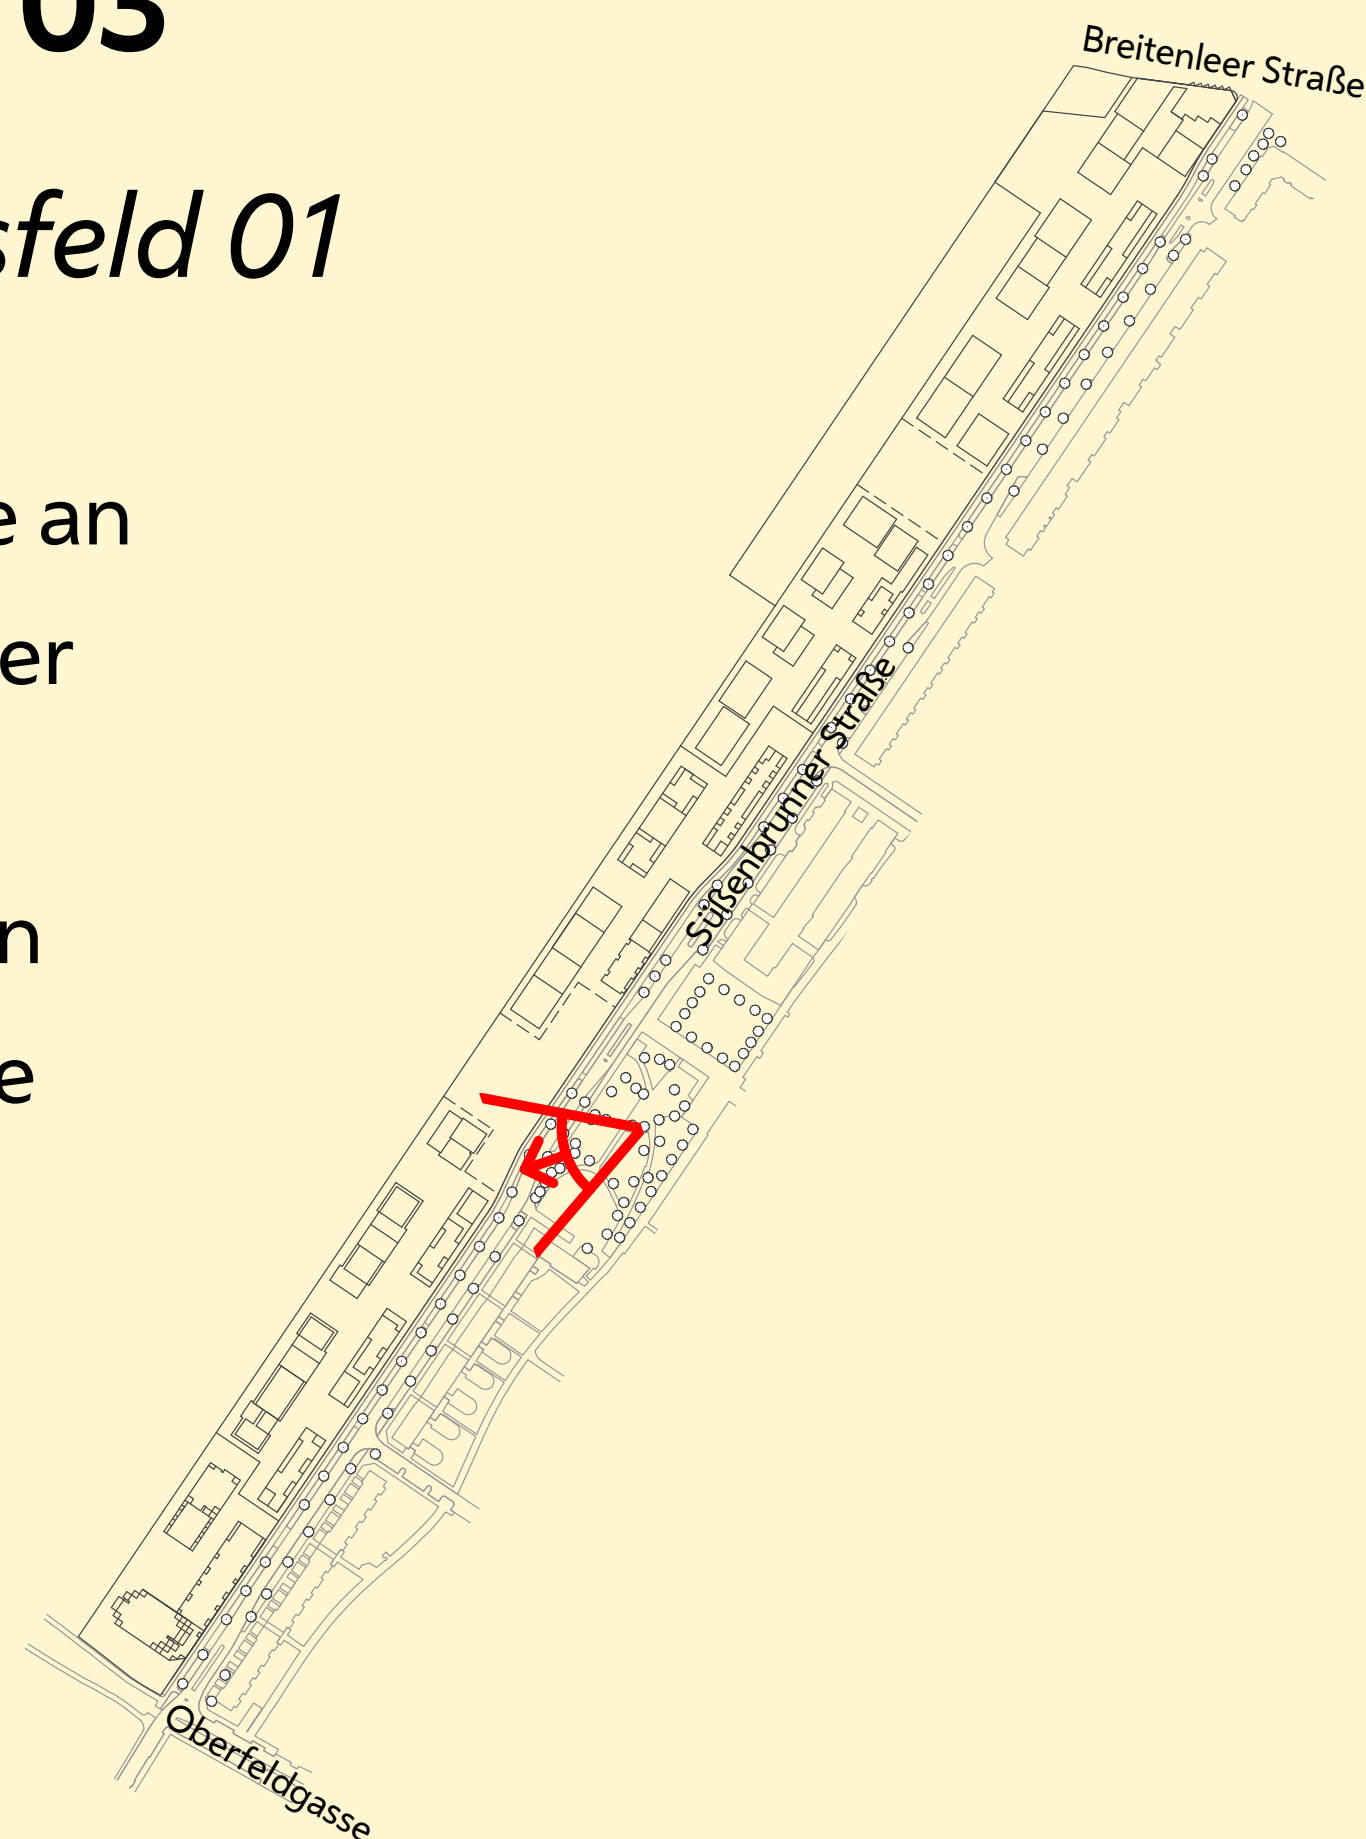 03
sfeld 01
e an
er
n
e
Breitenleer Straße
Süßenbrunner Straße
Oberfeldgasse